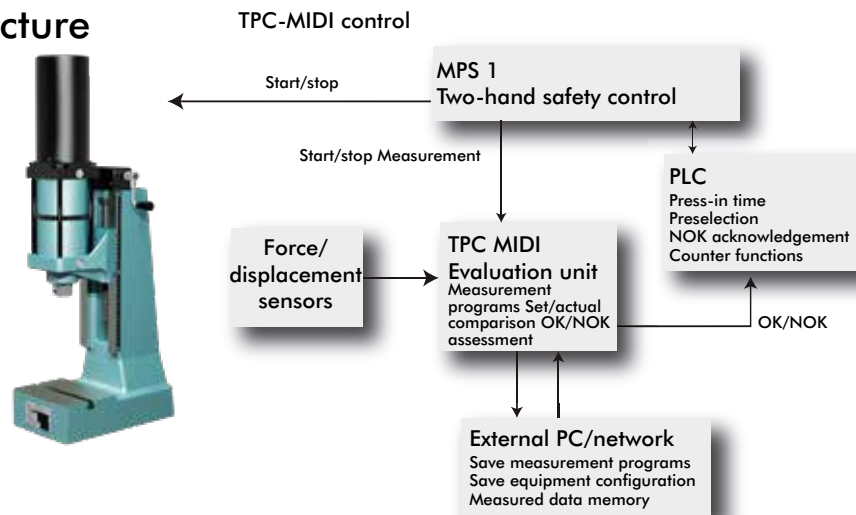 cture
TPC-MIDI control
MPS 1
Two-hand safety control
Start/stop
Start/stop Measurement
PLC
Press-in time
Preselection
NOK acknowledgement
Counter functions
Force/
displacement
sensors
TPC MIDI
Evaluation unit
Measurement
programs Set/actual
comparison OK/NOK
assessment
OK/NOK
External PC/network
Save measurement programs
Save equipment configuration
Measured data memory